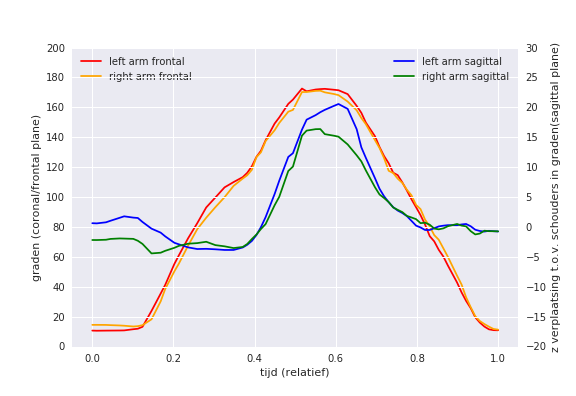 200
180
160
140
120
100
80
60
40
20
0
graden (coronal/frontal plane)
left arm frontal
right arm frontal
left arm sagittal
right arm sagittal
30
25
20
15
10
5
0
−5
−10
−15
−20
z verplaatsing t.o.v. schouders in graden(sagittal plane)
0.0 0.2 0.4 0.6 0.8 1.0
tijd (relatief)